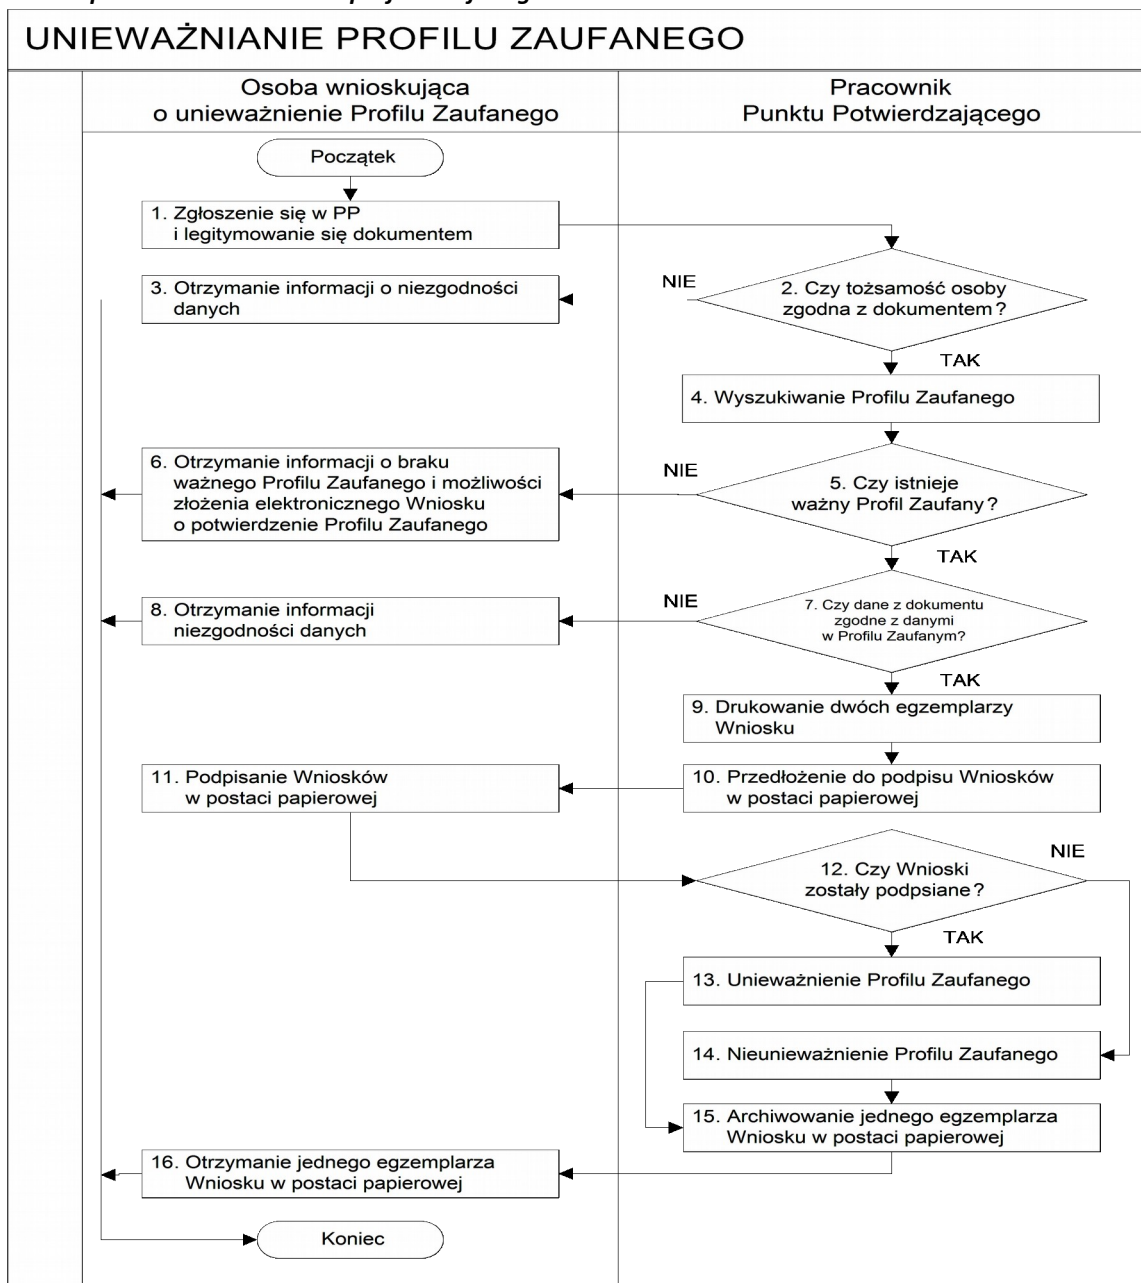 UNIEWAŻNIANIE PROFILU ZAUFANEGO
Osoba wnioskująca
o unieważnienie Profilu Zaufanego
Pracownik
Punktu Potwierdzającego
Początek
1. Zgłoszenie się w PP
i legitymowanie się dokumentem
NIE
2. Czy tożsamość osoby
zgodna z dokumentem?
3. Otrzymanie informacji o niezgodności
danych
TAK
4. Wyszukiwanie Profilu Zaufanego
6. Otrzymanie informacji o braku
ważnego Profilu Zaufanego i możliwości
złożenia elektronicznego Wniosku
o potwierdzenie Profilu Zaufanego
NIE
5. Czy istnieje
ważny Profil Zaufany?
TAK
8. Otrzymanie informacji
niezgodności danych
NIE
7. Czy dane z dokumentu
zgodne z danymi
w Profilu Zaufanym?
TAK
9. Drukowanie dwóch egzemplarzy
Wniosku
11. Podpisanie Wniosków
w postaci papierowej
10. Przedłożenie do podpisu Wniosków
w postaci papierowej
NIE
12. Czy Wnioski
zostały podpsiane?
TAK
13. Unieważnienie Profilu Zaufanego
14. Nieunieważnienie Profilu Zaufanego
15. Archiwowanie jednego egzemplarza
Wniosku w postaci papierowej
16. Otrzymanie jednego egzemplarza
Wniosku w postaci papierowej
Koniec